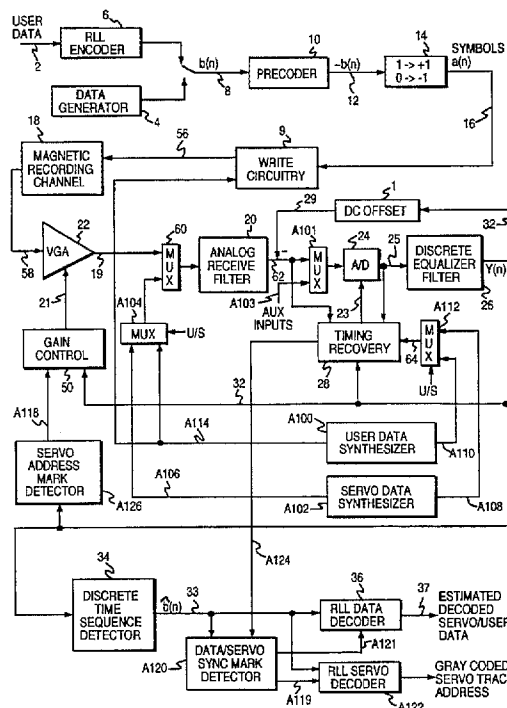 USER
DATA
2
6
RLL
ENCODER
DATA
GENERATOR
4
b(n)
8
10
PRECODER
~b(n)
12
14
1 -> +1
0 -> -1
SYMBOLS
a(n)
16
18
MAGNETIC
RECORDING
CHANNEL
56
9
WRITE
CIRCUITRY
58
22
VGA
19
60
MUX
20
ANALOG
RECEIVE
FILTER
29
1
DC OFFSET
32
-
62
A101
MUX
A103
AUX
INPUTS
24
A/D
25
DISCRETE
EQUALIZER
FILTER
26
Y(n)
21
A104
MUX
U/S
23
TIMING
RECOVERY
28
A112
MUX
64
U/S
GAIN
CONTROL
50
32
A118
A114
A100
USER DATA
SYNTHESIZER
A110
SERVO
ADDRESS
MARK
DETECTOR
A126
A106
A102
SERVO DATA
SYNTHESIZER
A108
A124
34
DISCRETE
TIME
SEQUENCE
DETECTOR
b̂(n)
33
36
RLL DATA
DECODER
37
ESTIMATED
DECODED
SERVO/USER
DATA
A120
DATA/SERVO
SYNC MARK
DETECTOR
A121
A119
RLL SERVO
DECODER
A122
GRAY CODED
SERVO TRAC
ADDRESS